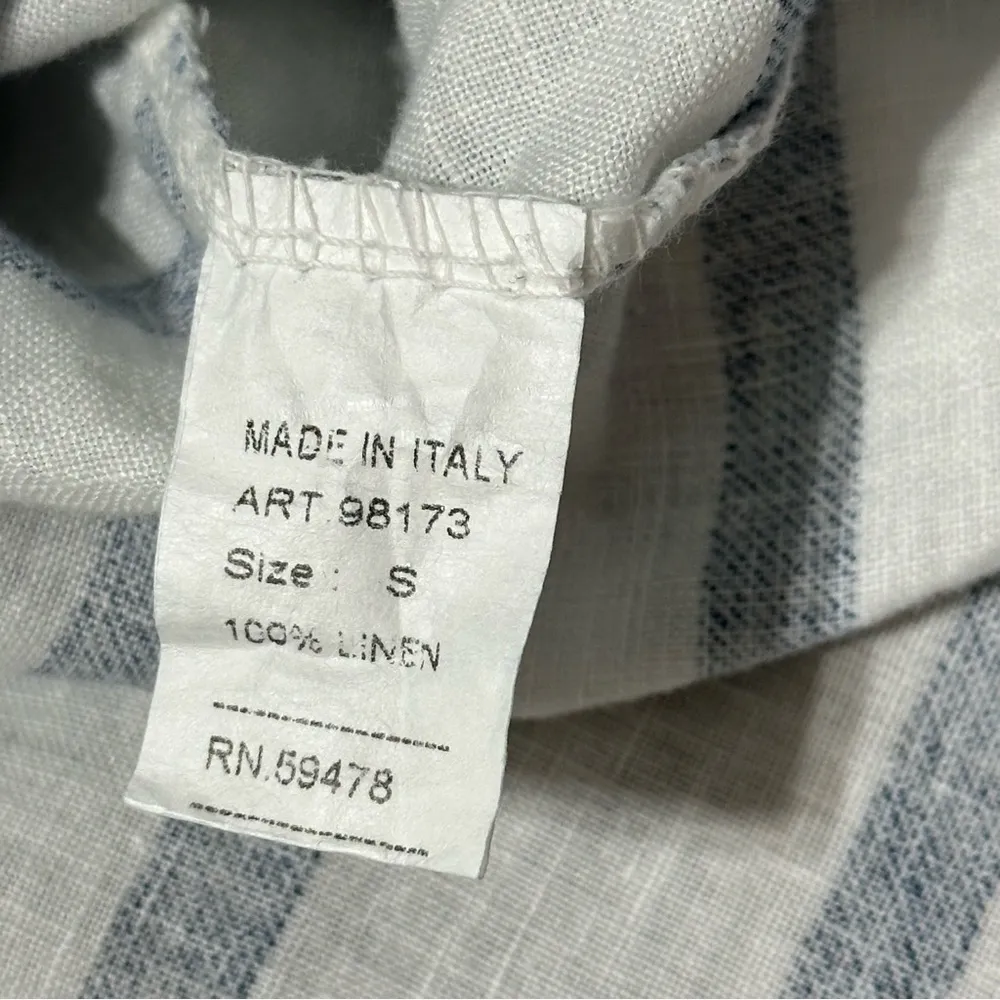 MADE IN ITALY
ART.98173
Size : S
100% LINEN
RN.59478